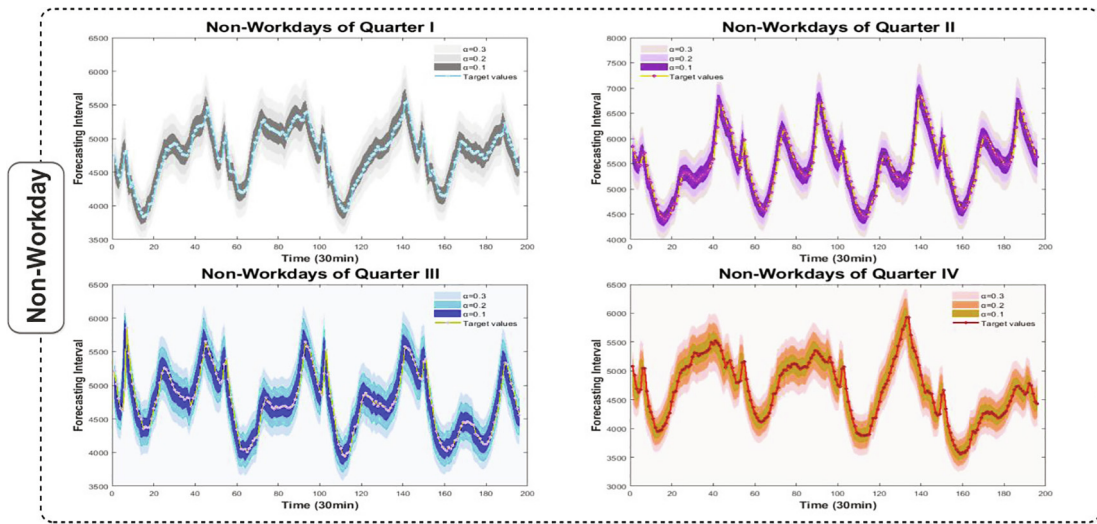 Non-Workday
Non-Workdays of Quarter I
Forecasting Interval
6500
6000
5500
5000
4500
4000
3500
α=0.3
α=0.2
α=0.1
Target values
0 20 40 60 80 100 120 140 160 180 200
Time (30min)
Non-Workdays of Quarter II
Forecasting Interval
8000
7500
7000
6500
6000
5500
5000
4500
4000
α=0.3
α=0.2
α=0.1
Target values
0 20 40 60 80 100 120 140 160 180 200
Time (30min)
Non-Workdays of Quarter III
Forecasting Interval
6500
6000
5500
5000
4500
4000
3500
α=0.3
α=0.2
α=0.1
Target values
0 20 40 60 80 100 120 140 160 180 200
Time (30min)
Non-Workdays of Quarter IV
Forecasting Interval
6500
6000
5500
5000
4500
4000
3500
3000
α=0.3
α=0.2
α=0.1
Target values
0 20 40 60 80 100 120 140 160 180 200
Time (30min)